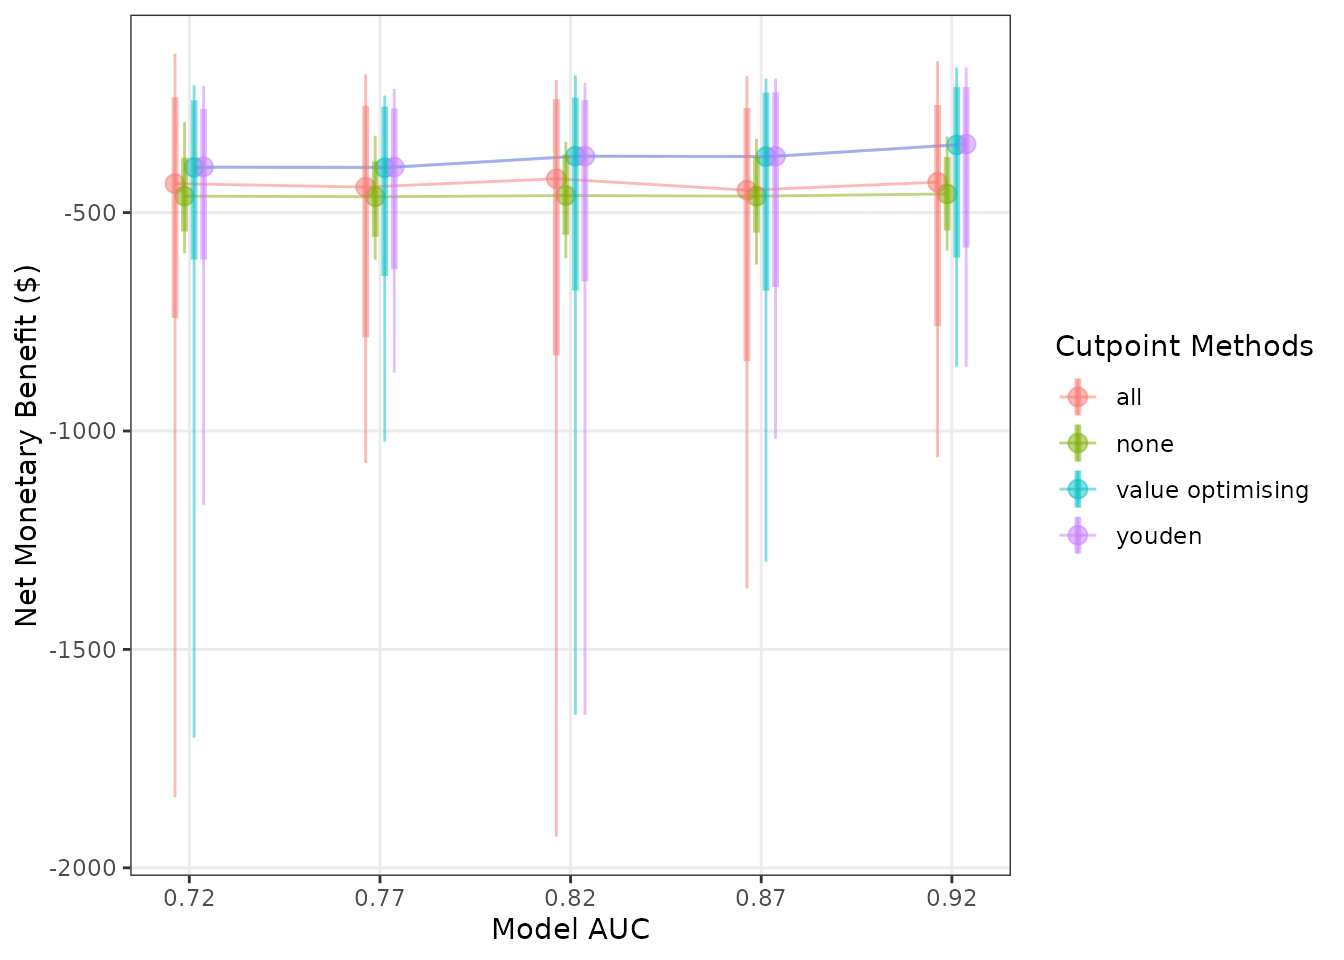 Net Monetary Benefit ($)
-500
-1000
-1500
-2000
0.72
0.77
0.82
0.87
0.92
Model AUC
Cutpoint Methods
all
none
value optimising
youden